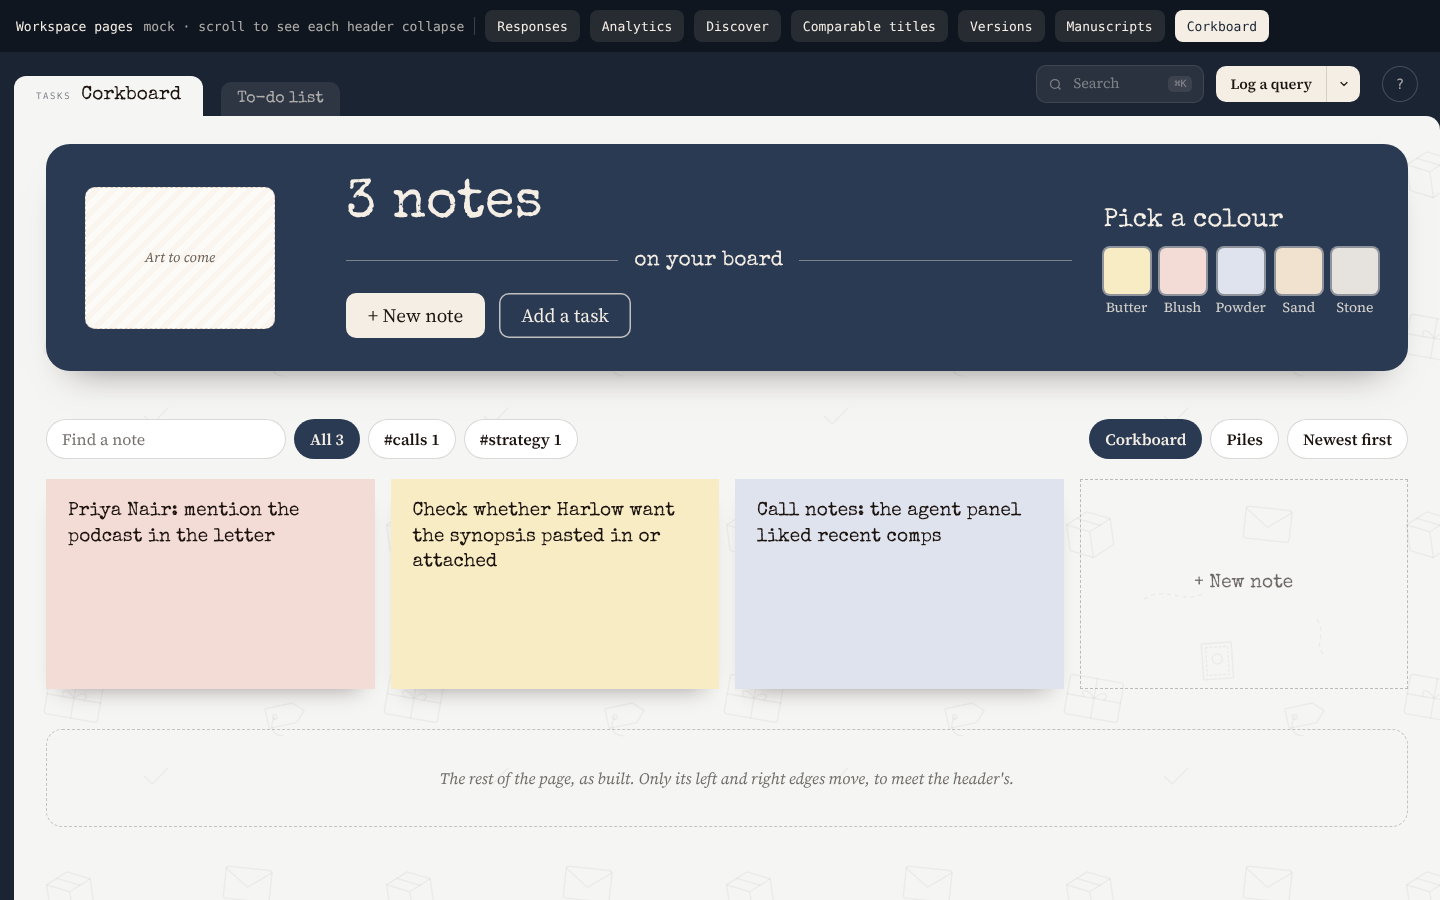 Workspace pages mock · scroll to see each header collapse Responses Analytics Discover Comparable titles Versions Manuscripts Corkboard
TASKS Corkboard To-do list Search ⌘K Log a query ?
3 notes
on your board
+ New note Add a task
Art to come
Pick a colour
Butter Blush Powder Sand Stone
Find a note All 3 #calls 1 #strategy 1 Corkboard Piles Newest first
Priya Nair: mention the
podcast in the letter
Check whether Harlow want
the synopsis pasted in or
attached
Call notes: the agent panel
liked recent comps
+ New note
The rest of the page, as built. Only its left and right edges move, to meet the header's.